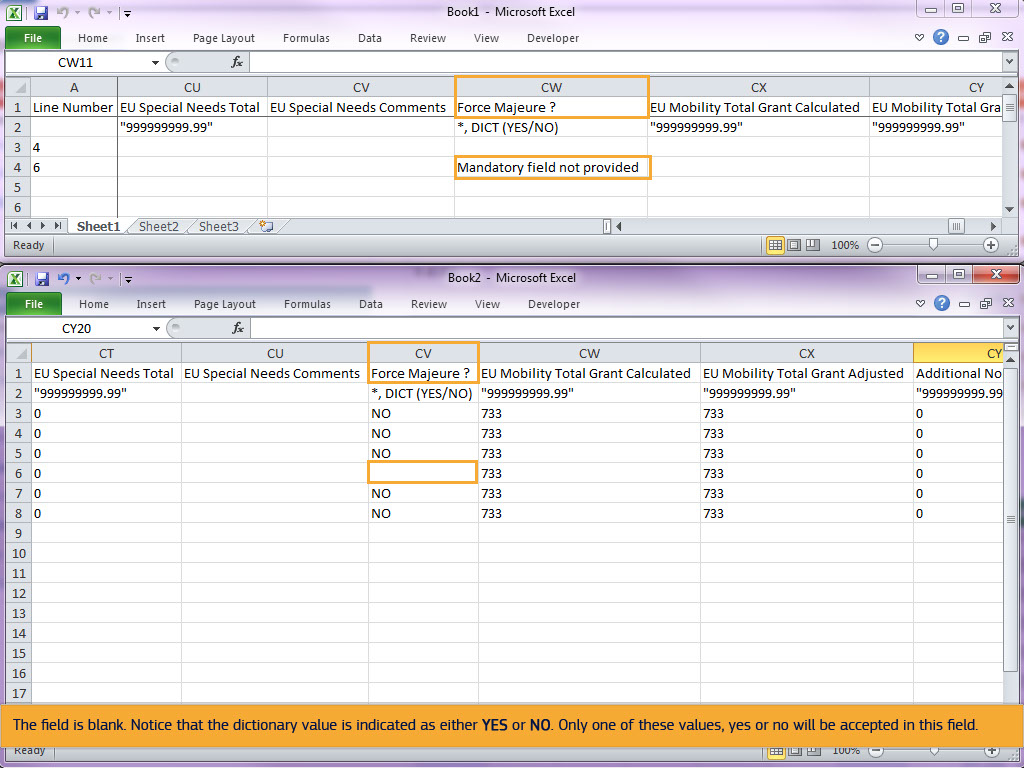 Book1 - Microsoft Excel
File Home Insert Page Layout Formulas Data Review View Developer
CW11 fx
A CU CV CW CX CY
1 Line Number EU Special Needs Total EU Special Needs Comments Force Majeure ? EU Mobility Total Grant Calculated EU Mobility Total Gra
2 "999999999.99" *, DICT (YES/NO) "999999999.99" "999999999.99"
3 4
4 6 Mandatory field not provided
5
6
Sheet1 Sheet2 Sheet3
Ready 100%
Book2 - Microsoft Excel
File Home Insert Page Layout Formulas Data Review View Developer
CY20 fx
CT CU CV CW CX CY
1 EU Special Needs Total EU Special Needs Comments Force Majeure ? EU Mobility Total Grant Calculated EU Mobility Total Grant Adjusted Additional No
2 "999999999.99" *, DICT (YES/NO) "999999999.99" "999999999.99" "999999999.99
3 0 NO 733 733 0
4 0 NO 733 733 0
5 0 NO 733 733 0
6 0 733 733 0
7 0 NO 733 733 0
8 0 NO 733 733 0
9
10
11
12
13
14
15
16
17
The field is blank. Notice that the dictionary value is indicated as either YES or NO. Only one of these values, yes or no will be accepted in this field.
Ready 100%